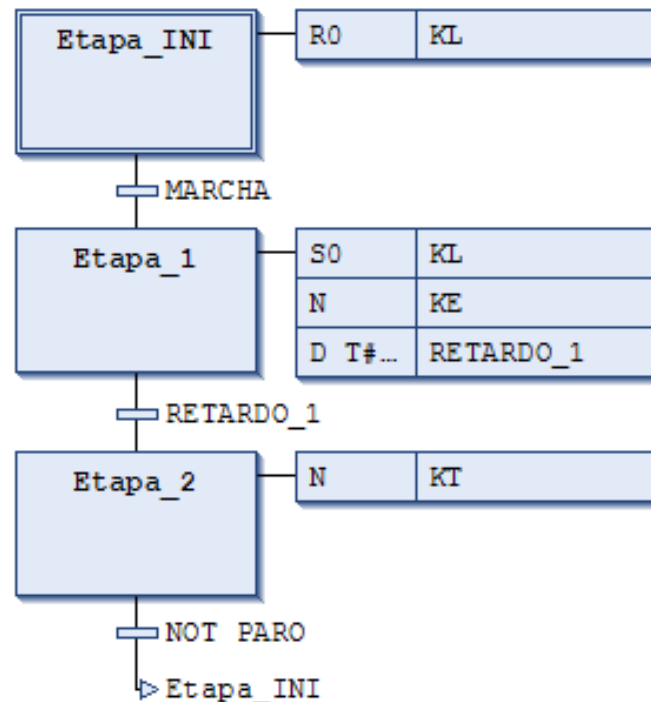 Etapa_INI R0 KL
MARCHA
Etapa_1 S0 KL
N KE
D T#... RETARDO_1
RETARDO_1
Etapa_2 N KT
NOT PARO
Etapa_INI